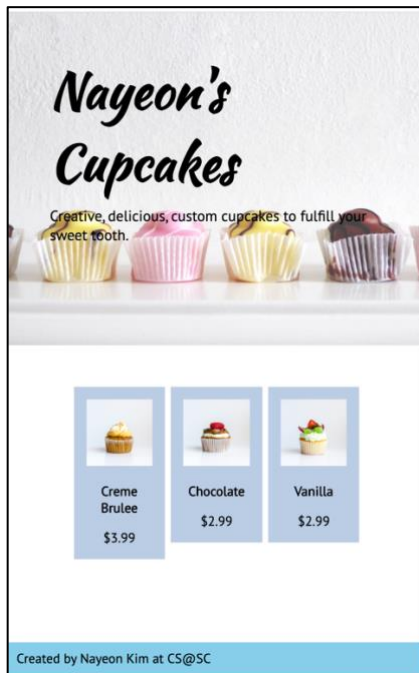 Nayeon's
Cupcakes
Creative, delicious, custom cupcakes to fulfill your
sweet tooth.
Creme
Brulee
$3.99
Chocolate
$2.99
Vanilla
$2.99
Created by Nayeon Kim at CS@SC